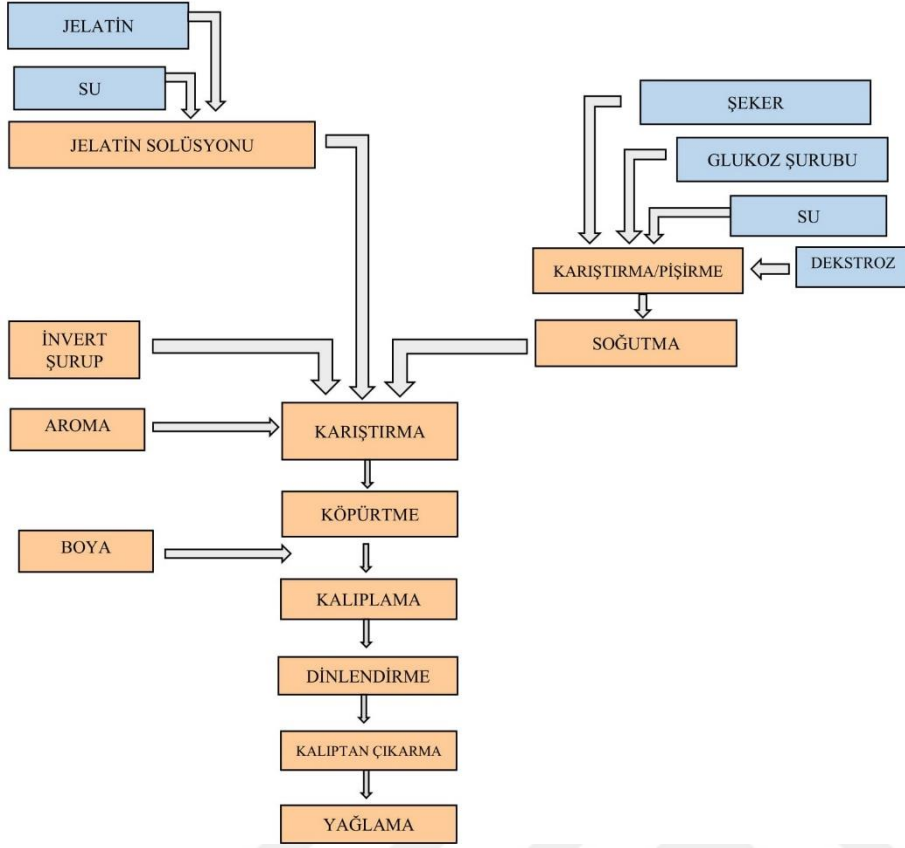 JELATİN
SU
JELATİN SOLÜSYONU
ŞEKER
GLUKOZ ŞURUBU
SU
DEKSTROZ
KARIŞTIRMA/PİŞİRME
SOĞUTMA
İNVERT
ŞURUP
AROMA
KARIŞTIRMA
KÖPÜRTME
BOYA
KALIPLAMA
DİNLENDİRME
KALIPTAN ÇIKARMA
YAĞLAMA